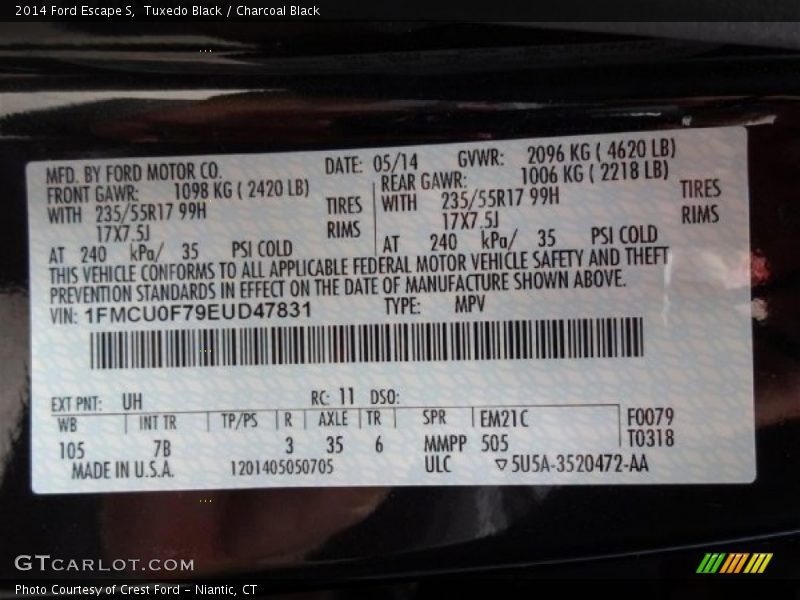 2014 Ford Escape S, Tuxedo Black / Charcoal Black
MFD. BY FORD MOTOR CO. DATE: 05/14 GVWR: 2096 KG ( 4620 LB)
FRONT GAWR: 1098 KG ( 2420 LB) REAR GAWR: 1006 KG ( 2218 LB)
WITH 235/55R17 99H TIRES WITH 235/55R17 99H TIRES
17X7.5J RIMS 17X7.5J RIMS
AT 240 kPa/ 35 PSI COLD AT 240 kPa/ 35 PSI COLD
THIS VEHICLE CONFORMS TO ALL APPLICABLE FEDERAL MOTOR VEHICLE SAFETY AND THEFT
PREVENTION STANDARDS IN EFFECT ON THE DATE OF MANUFACTURE SHOWN ABOVE.
VIN: 1FMCU0F79EUD47831 TYPE: MPV
EXT PNT: UH RC: 11 DSO:
WB INT TR TP/PS R AXLE TR SPR EM21C F0079
105 7B 3 35 6 MMPP 505 T0318
MADE IN U.S.A. 1201405050705 ULC ▽5U5A-3520472-AA
GTCARLOT.COM
Photo Courtesy of Crest Ford - Niantic, CT